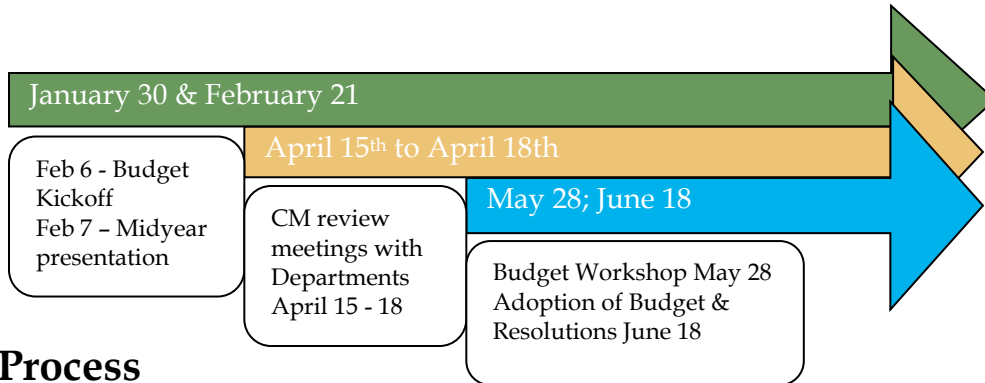 January 30 & February 21
Feb 6 - Budget
Kickoff
Feb 7 – Midyear
presentation
April 15th to April 18th
CM review
meetings with
Departments
April 15 - 18
May 28; June 18
Budget Workshop May 28
Adoption of Budget &
Resolutions June 18
Process